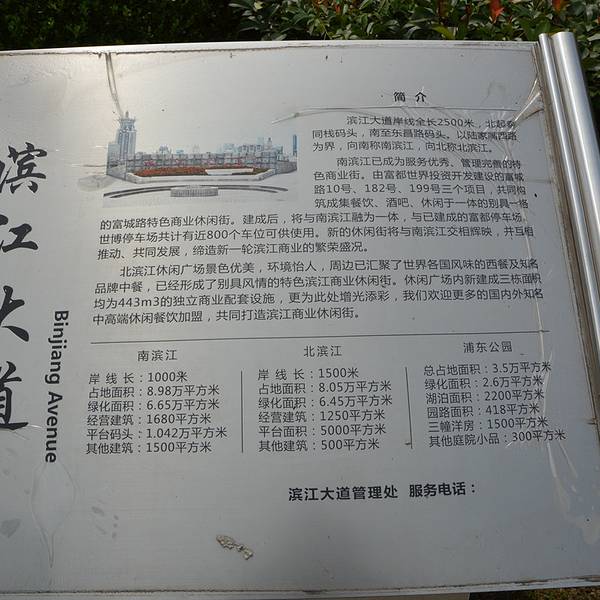 滨江大道
Binjiang Avenue
简 介
滨江大道岸线全长2500米，北起泰
同栈码头，南至东昌路码头。以陆家嘴西路
为界，向南称南滨江，向北称北滨江。
南滨江已成为服务优秀、管理完善的特
色商业街。由富都世界投资开发建设的富城
路10号、182号、199号三个项目，共同构
筑成集餐饮、酒吧、休闲于一体的别具一格
的富城路特色商业休闲街。建成后，将与南滨江融为一体，与已建成的富都停车场、
世博停车场共计有近800个车位可供使用。新的休闲街将与南滨江交相辉映，并互相
推动、共同发展，缔造新一轮滨江商业的繁荣盛况。
北滨江休闲广场景色优美，环境怡人，周边已汇聚了世界各国风味的西餐及知名
品牌中餐，已经形成了别具风情的特色滨江商业休闲街。休闲广场内新建成三栋面积
均为443m3的独立商业配套设施，更为此处增光添彩，我们欢迎更多的国内外知名
中高端休闲餐饮加盟，共同打造滨江商业休闲街。
南滨江
岸 线 长：1000米
占地面积：8.98万平方米
绿化面积：6.65万平方米
经营建筑：1680平方米
平台码头：1.042万平方米
其他建筑：1500平方米
北滨江
岸 线 长：1500米
占地面积：8.05万平方米
绿化面积：6.45万平方米
经营建筑：1250平方米
平台面积：5000平方米
其他建筑：500平方米
浦东公园
总占地面积：3.5万平方米
绿化面积：2.6万平方米
湖泊面积：2200平方米
园路面积：418平方米
三幢洋房：1500平方米
其他庭院小品：300平方米
滨江大道管理处 服务电话：